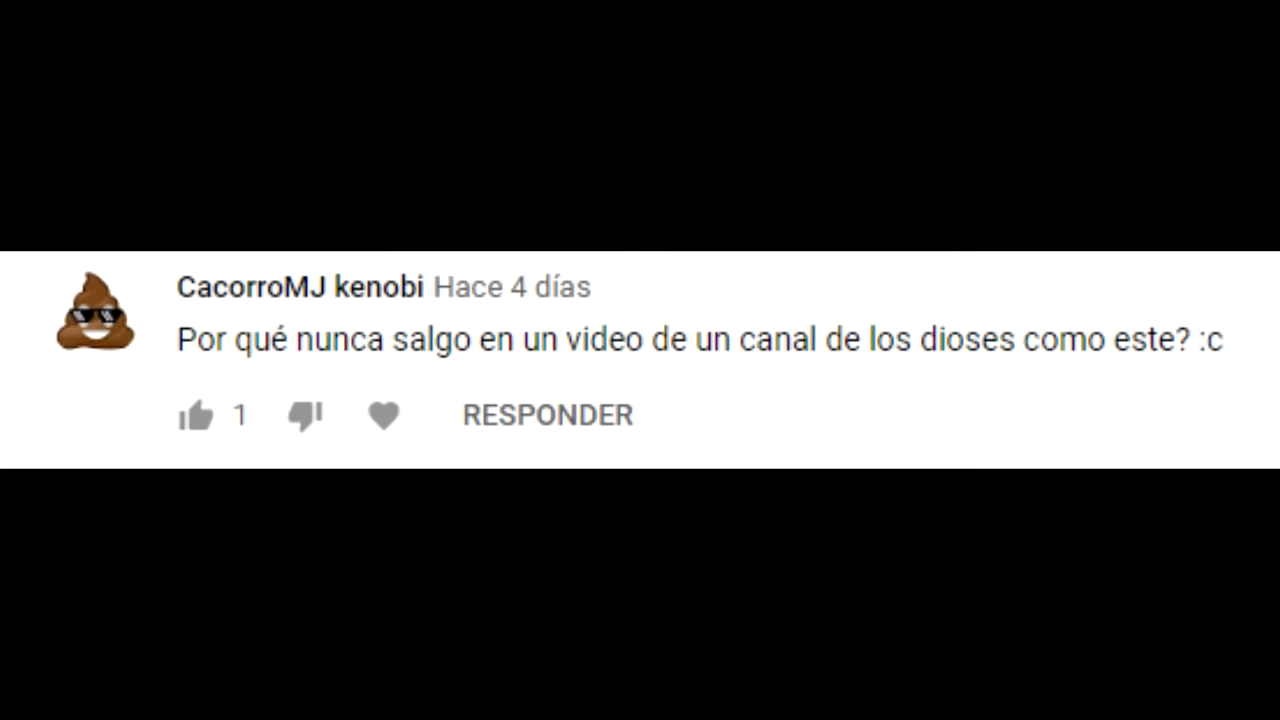 CacorroMJ kenobi Hace 4 días
Por qué nunca salgo en un video de un canal de los dioses como este? :c
1 RESPONDER